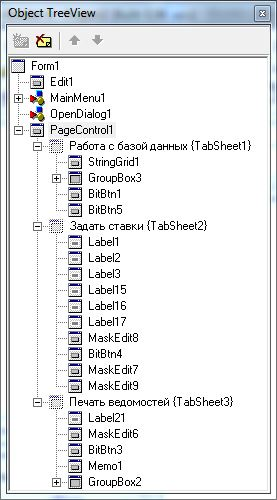 Object TreeView
Form1
Edit1
MainMenu1
OpenDialog1
PageControl1
Работа с базой данных {TabSheet1}
StringGrid1
GroupBox3
BitBtn1
BitBtn5
Задать ставки {TabSheet2}
Label1
Label2
Label3
Label15
Label16
Label17
MaskEdit8
BitBtn4
MaskEdit7
MaskEdit9
Печать ведомостей {TabSheet3}
Label21
MaskEdit6
BitBtn3
Memo1
GroupBox2